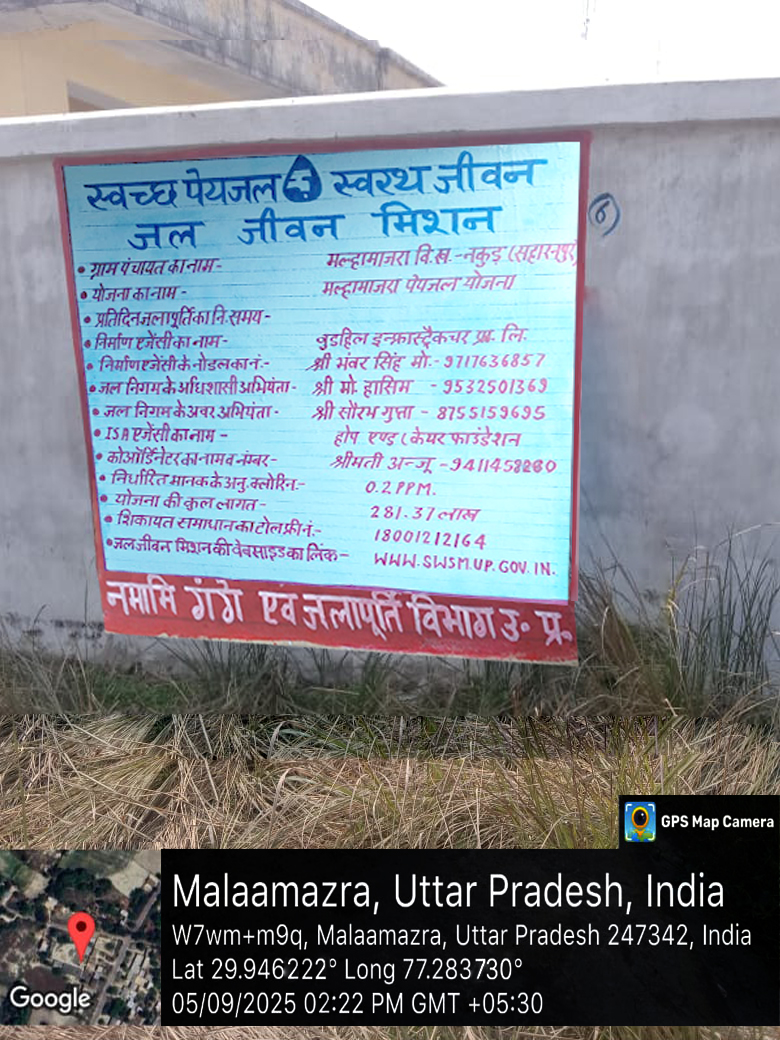 स्वच्छ पेयजल स्वस्थ जीवन
जल जीवन मिशन
• ग्राम पंचायत का नाम- मल्हामाजरा वि.ख.-नकुड़ (सहारनपुर)
• योजना का नाम- मल्हामाजरा पेयजल योजना
• प्रतिदिन जलापूर्ति का नि.समय-
• निर्माण एजेंसी का नाम- वुडहिल इन्फ्रास्ट्रैकचर प्रा. लि.
• निर्माण एजेंसी के नोडल का नं.- श्री भंवर सिंह मो.- 9717636857
• जल निगम के अधिशासी अभियंता- श्री मो. हासिम - 9532501369
• जल निगम के अवर अभियंता- श्री सौरभ गुप्ता - 8755159695
• ISA एजेंसी का नाम - होप एण्ड केयर फाउंडेशन
• कोऑर्डिनेटर का नाम व नम्बर- श्रीमती अन्जू -9411458260
• निर्धारित मानक के अनु. क्लोरिन- 0.2 PPM.
• योजना की कुल लागत- 281.37 लाख
• शिकायत समाधान का टोल फ्री नं.- 18001212164
• जल जीवन मिशन की वेबसाइड का लिंक- WWW.SWSM.UP.GOV.IN.
नमामि गंगे एवं जलापूर्ति विभाग उ० प्र०
GPS Map Camera
Malaamazra, Uttar Pradesh, India
W7wm+m9q, Malaamazra, Uttar Pradesh 247342, India
Lat 29.946222° Long 77.283730°
05/09/2025 02:22 PM GMT +05:30
Google